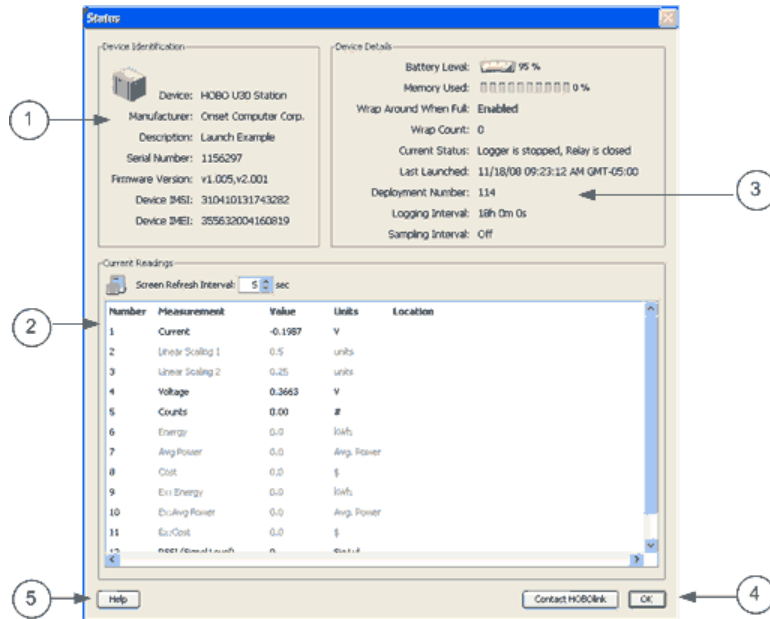 Status
Device Identification
Device: HOBO U30 Station
Manufacturer: Onset Computer Corp.
Description: Launch Example
Serial Number: 1156297
Firmware Version: v1.005,v2.001
Device IMSI: 310410131743282
Device IMEI: 355632004160819
1
Device Details
Battery Level: 95 %
Memory Used: 0 %
Wrap Around When Full: Enabled
Wrap Count: 0
Current Status: Logger is stopped, Relay is closed
Last Launched: 11/18/08 09:23:12 AM GMT-05:00
Deployment Number: 114
Logging Interval: 18h 0m 0s
Sampling Interval: Off
3
Current Readings
Screen Refresh Interval: 5 sec
2
Number Measurement Value Units Location
1 Current -0.1987 V
2 Linear Scaling 1 0.5 units
3 Linear Scaling 2 0.25 units
4 Voltage 0.3663 V
5 Counts 0.00 #
6 Energy 0.0 kWh
7 Avg Power 0.0 Avg. Power
8 Cost 0.0 $
9 Ex: Energy 0.0 kWh
10 Ex:Avg Power 0.0 Avg. Power
11 Ex:Cost 0.0 $
12 RSSI (Signal Level) 0
5
Help
Contact HOBOlink
OK
4